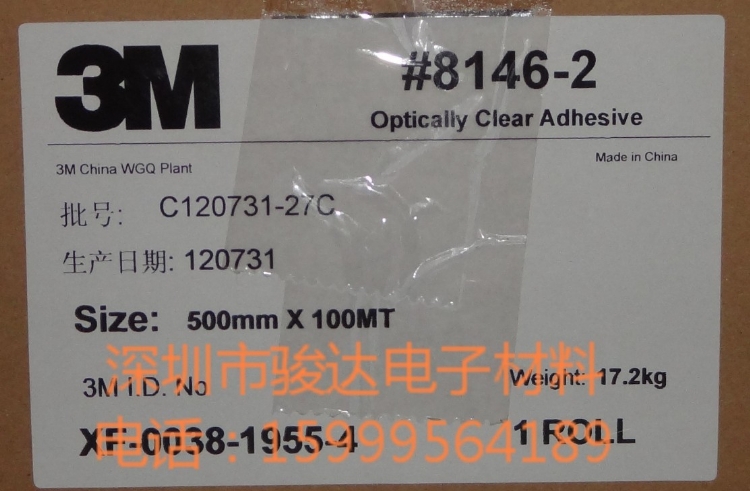 3M
#8146-2
Optically Clear Adhesive
3M China WGQ Plant
Made in China
批号: C120731-27C
生产日期: 120731
Size: 500mm X 100MT
深圳市骏达电子材料
3M I.D. No
Weight: 17.2kg
XF-0038-1955-4
1 ROLL
电话：15999564189